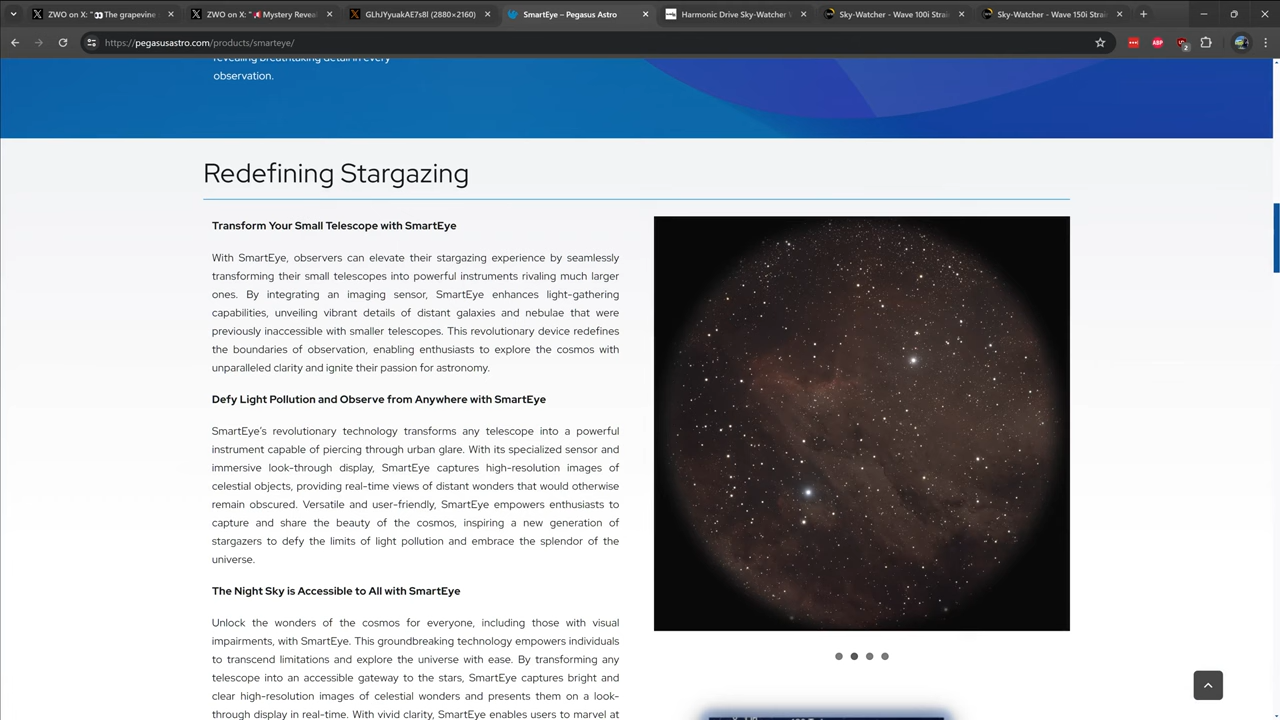 ZWO on X: "👀The grapevine
ZWO on X: "📢Mystery Revea
GLhJYyuakAE7s8I (2880×2160)
SmartEye – Pegasus Astro
Harmonic Drive Sky-Watcher W
Sky-Watcher - Wave 100i Strai
Sky-Watcher - Wave 150i Strai
https://pegasusastro.com/products/smarteye/
ABP
2
revealing breathtaking detail in every
observation.
Redefining Stargazing
Transform Your Small Telescope with SmartEye
With SmartEye, observers can elevate their stargazing experience by seamlessly
transforming their small telescopes into powerful instruments rivaling much larger
ones. By integrating an imaging sensor, SmartEye enhances light-gathering
capabilities, unveiling vibrant details of distant galaxies and nebulae that were
previously inaccessible with smaller telescopes. This revolutionary device redefines
the boundaries of observation, enabling enthusiasts to explore the cosmos with
unparalleled clarity and ignite their passion for astronomy.
Defy Light Pollution and Observe from Anywhere with SmartEye
SmartEye's revolutionary technology transforms any telescope into a powerful
instrument capable of piercing through urban glare. With its specialized sensor and
immersive look-through display, SmartEye captures high-resolution images of
celestial objects, providing real-time views of distant wonders that would otherwise
remain obscured. Versatile and user-friendly, SmartEye empowers enthusiasts to
capture and share the beauty of the cosmos, inspiring a new generation of
stargazers to defy the limits of light pollution and embrace the splendor of the
universe.
The Night Sky is Accessible to All with SmartEye
Unlock the wonders of the cosmos for everyone, including those with visual
impairments, with SmartEye. This groundbreaking technology empowers individuals
to transcend limitations and explore the universe with ease. By transforming any
telescope into an accessible gateway to the stars, SmartEye captures bright and
clear high-resolution images of celestial wonders and presents them on a look-
through display in real-time. With vivid clarity, SmartEye enables users to marvel at